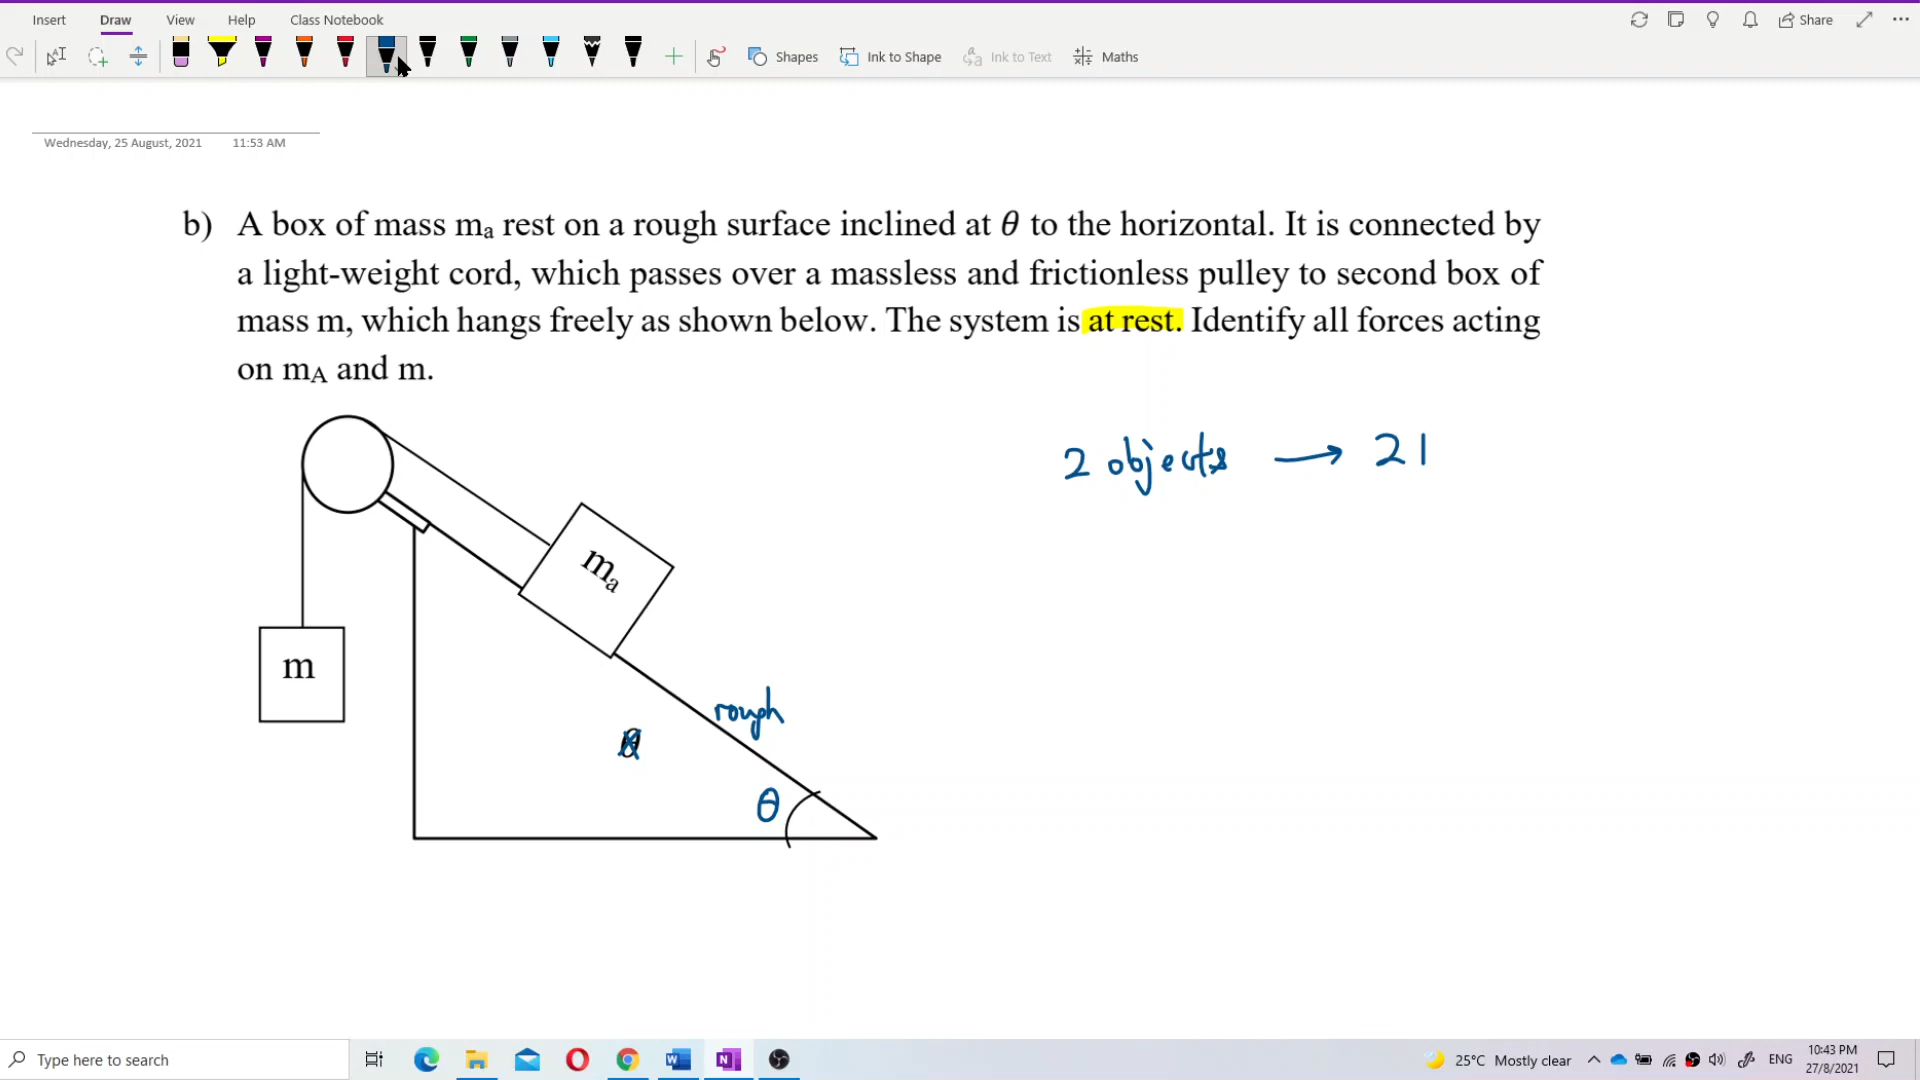 Insert Draw View Help Class Notebook Share
Shapes Ink to Shape Ink to Text Maths
Wednesday, 25 August, 2021 11:53 AM
b) A box of mass mₐ rest on a rough surface inclined at θ to the horizontal. It is connected by
a light-weight cord, which passes over a massless and frictionless pulley to second box of
mass m, which hangs freely as shown below. The system is at rest. Identify all forces acting
on m_A and m.
2 objects → 21
mₐ
m
rough
θ
θ
Type here to search
25°C Mostly clear ENG 10:43 PM
27/8/2021